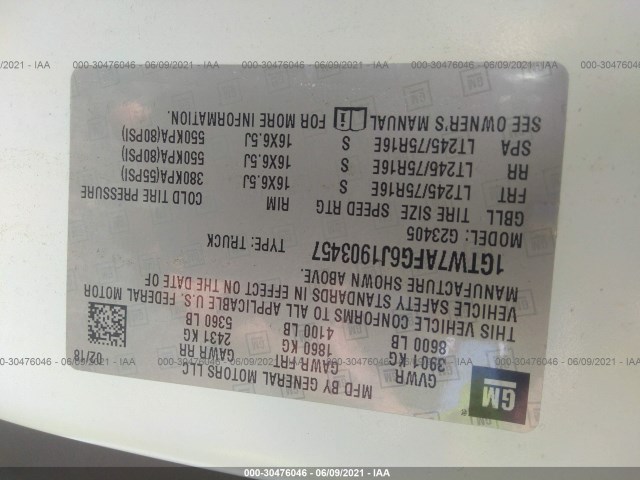 6/09/2021 - IAA
000-30476046 - 06/09/2021 - IAA
000-30476046 - 06/09/2021 - IAA
000-30476046 - 0
GM
MFD BY GENERAL MOTORS LLC
02/18
GVWR GAWR FRT GAWR RR
3901 KG 1860 KG 2431 KG
8600 LB 4100 LB 5360 LB
THIS VEHICLE CONFORMS TO ALL APPLICABLE U.S. FEDERAL MOTOR
VEHICLE SAFETY STANDARDS IN EFFECT ON THE DATE OF
MANUFACTURE SHOWN ABOVE.
1GTW7AFG6J1903457 TYPE: TRUCK
MODEL: G23405
GBLL TIRE SIZE SPEED RTG RIM COLD TIRE PRESSURE
FRT LT245/75R16E S 16X6.5J 380KPA(55PSI)
RR LT245/75R16E S 16X6.5J 550KPA(80PSI)
SPA LT245/75R16E S 16X6.5J 550KPA(80PSI)
SEE OWNER'S MANUAL FOR MORE INFORMATION.
000-30476046 - 06/09/2021 - IAA